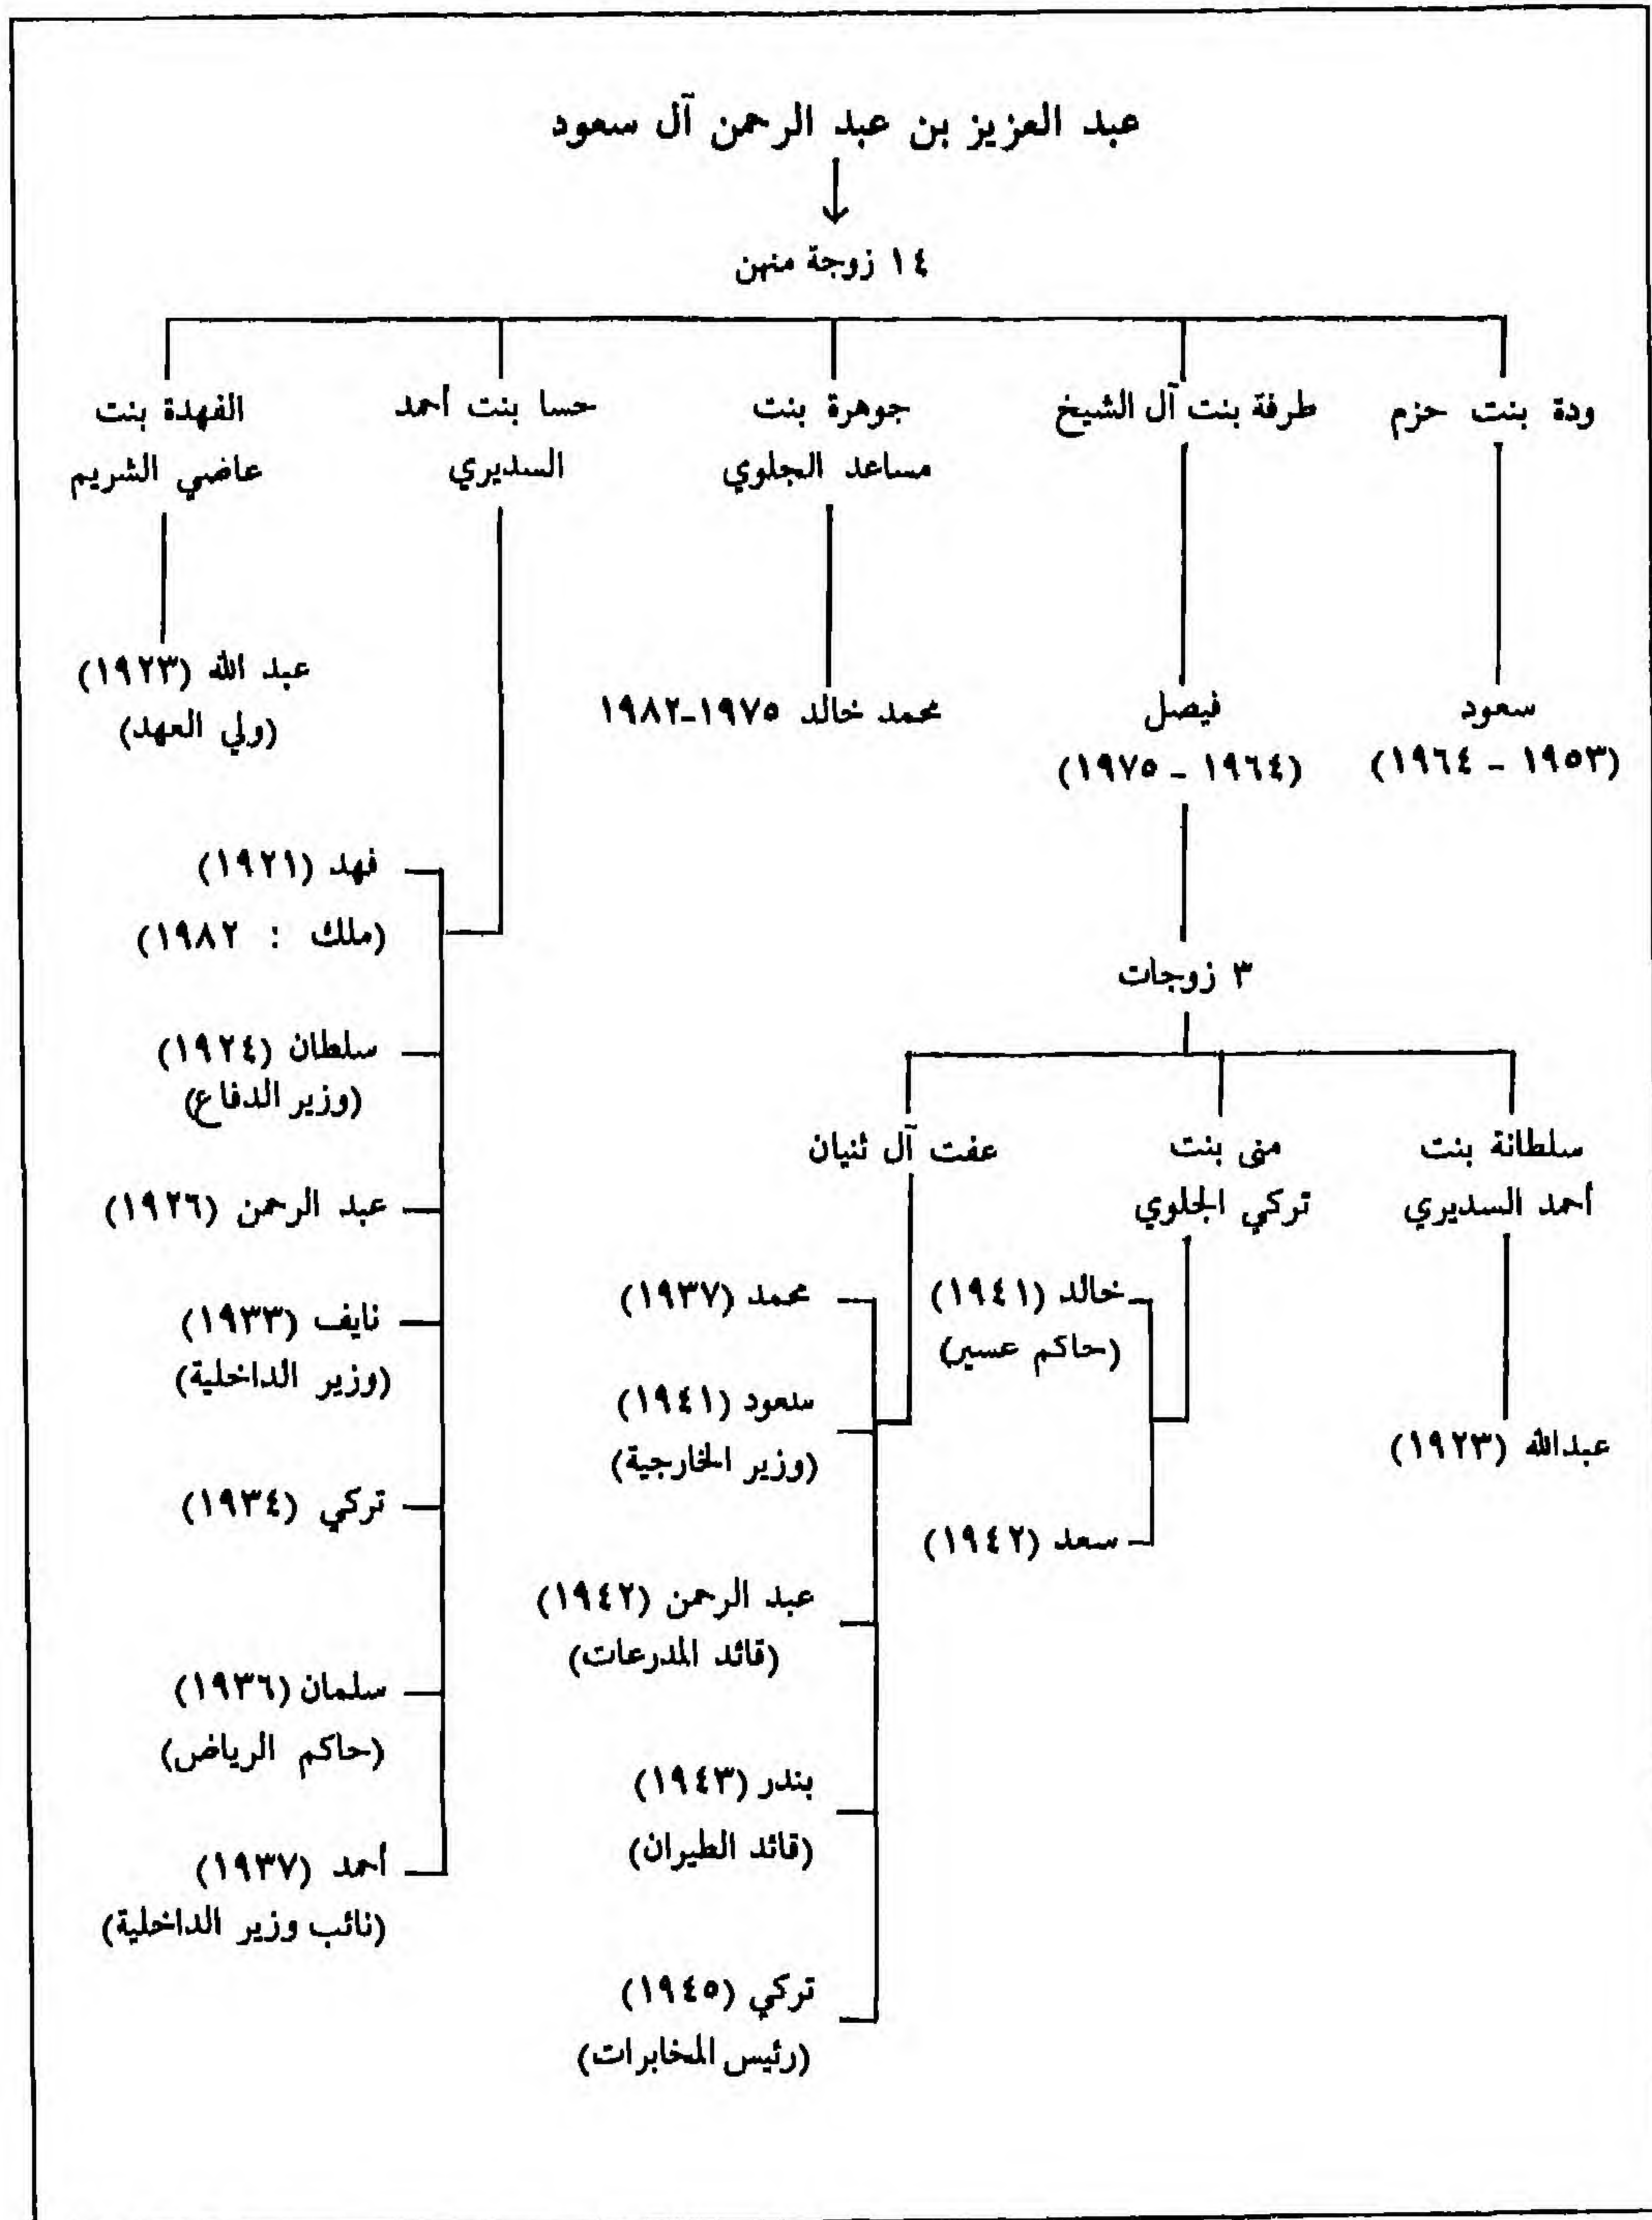 عبد العزيز بن عبد الرحمن آل سعود
١٤ زوجة منهن
ودة بنت حزم
سعود
(١٩٥٣ - ١٩٦٤)
طرفة بنت آل الشيخ
فيصل
(١٩٦٤ - ١٩٧٥)
٣ زوجات
سلطانة بنت
أحمد السديري
عبدالله (١٩٢٣)
منى بنت
تركي الجلوي
خالد (١٩٤١)
(حاكم عسير)
سعد (١٩٤٢)
عفت آل ثنيان
محمد (١٩٣٧)
سعود (١٩٤١)
(وزير الخارجية)
عبد الرحمن (١٩٤٢)
(قائد المدرعات)
بندر (١٩٤٣)
(قائد الطيران)
تركي (١٩٤٥)
(رئيس المخابرات)
جوهرة بنت
مساعد الجلوي
محمد خالد ١٩٧٥-١٩٨٢
حسا بنت أحمد
السديري
فهد (١٩٢١)
(ملك : ١٩٨٢)
سلطان (١٩٢٤)
(وزير الدفاع)
عبد الرحمن (١٩٢٦)
نايف (١٩٣٣)
(وزير الداخلية)
تركي (١٩٣٤)
سلمان (١٩٣٦)
(حاكم الرياض)
أحمد (١٩٣٧)
(نائب وزير الداخلية)
الفهدة بنت
عاضي الشريم
عبد الله (١٩٢٣)
(ولي العهد)